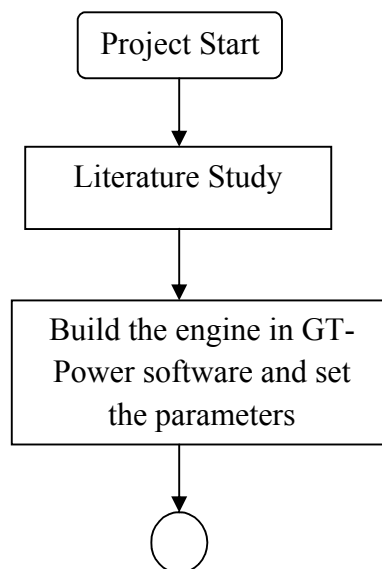 Project Start
Literature Study
Build the engine in GT-
Power software and set
the parameters